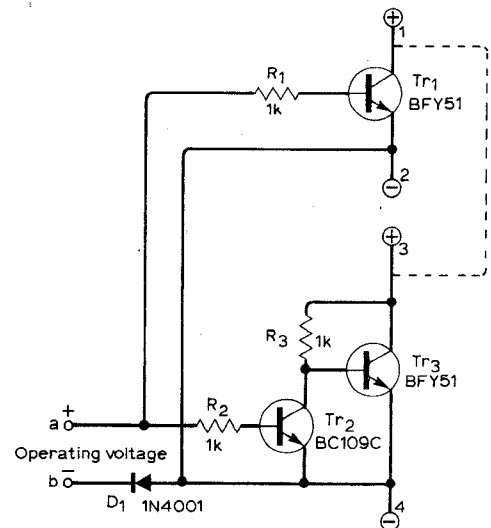 +
1
R1
1k
Tr1
BFY51
−
2
+
3
R3
1k
Tr3
BFY51
+
a
R2
1k
Tr2
BC109C
Operating voltage
−
b
D1 1N4001
4
−